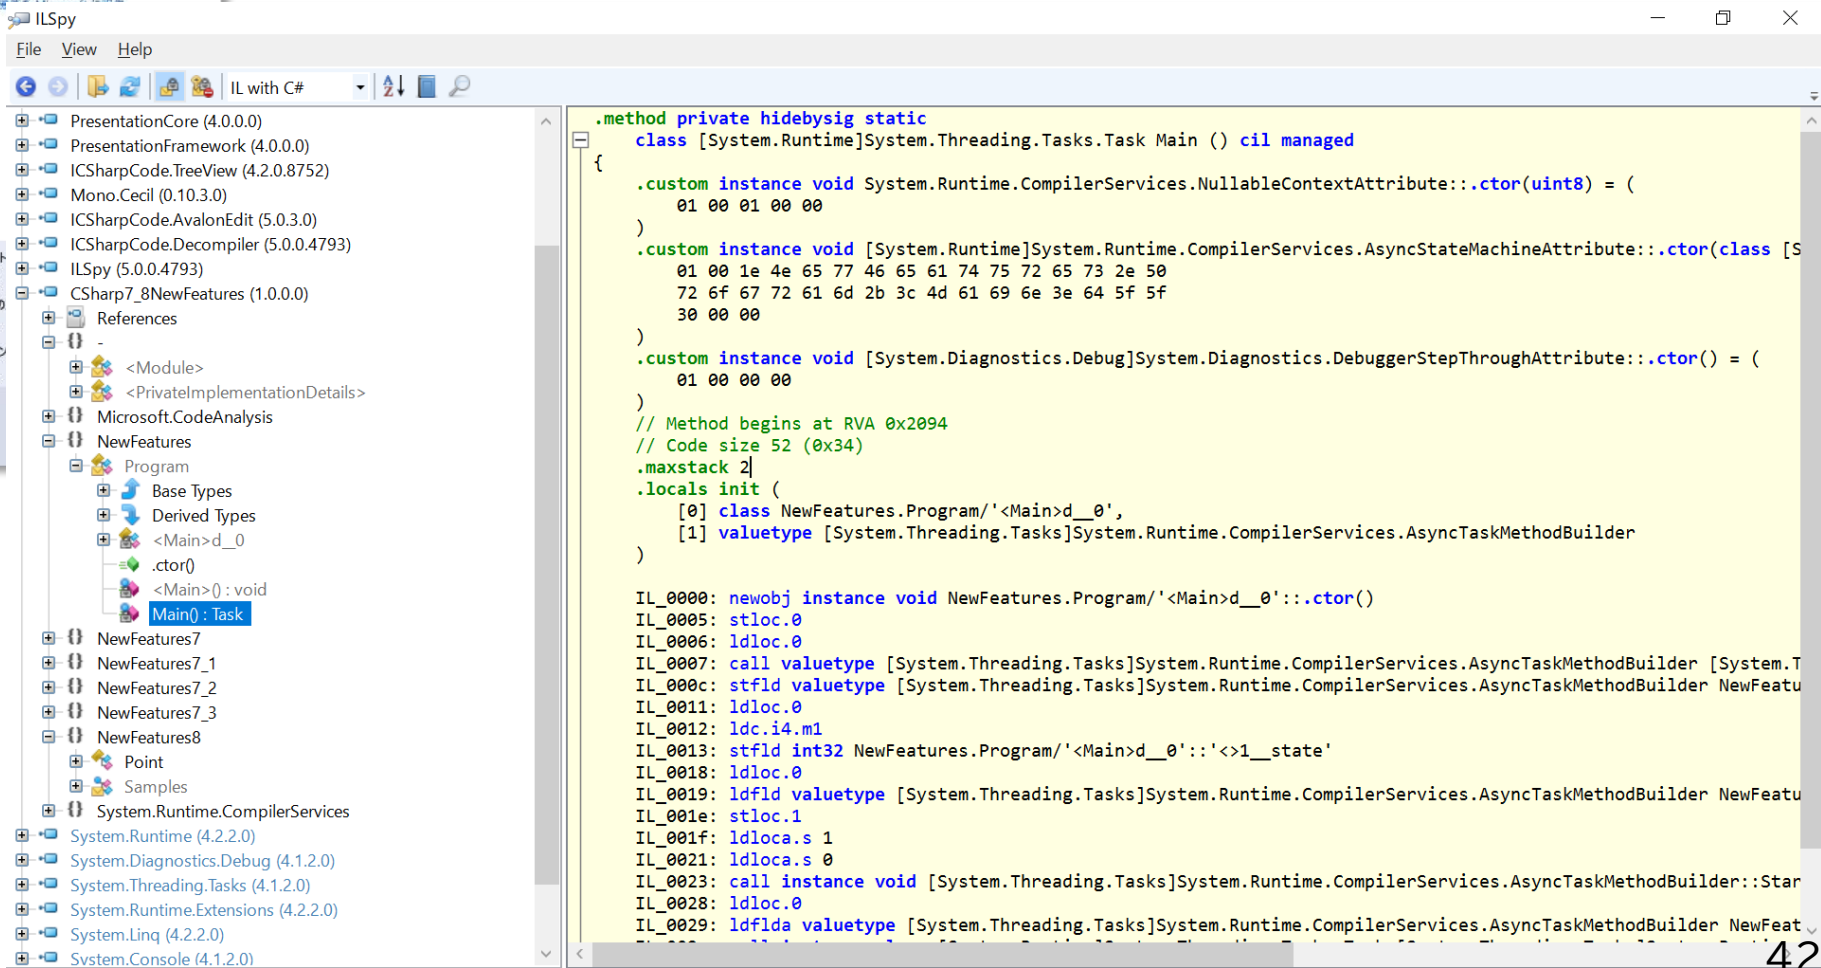 ILSpy
File View Help
IL with C#
PresentationCore (4.0.0.0)
PresentationFramework (4.0.0.0)
ICSharpCode.TreeView (4.2.0.8752)
Mono.Cecil (0.10.3.0)
ICSharpCode.AvalonEdit (5.0.3.0)
ICSharpCode.Decompiler (5.0.0.4793)
ILSpy (5.0.0.4793)
CSharp7_8NewFeatures (1.0.0.0)
References
{} -
<Module>
<PrivateImplementationDetails>
{} Microsoft.CodeAnalysis
{} NewFeatures
Program
Base Types
Derived Types
<Main>d__0
.ctor()
<Main>() : void
Main() : Task
{} NewFeatures7
{} NewFeatures7_1
{} NewFeatures7_2
{} NewFeatures7_3
{} NewFeatures8
Point
Samples
{} System.Runtime.CompilerServices
System.Runtime (4.2.2.0)
System.Diagnostics.Debug (4.1.2.0)
System.Threading.Tasks (4.1.2.0)
System.Runtime.Extensions (4.2.2.0)
System.Linq (4.2.2.0)
System.Console (4.1.2.0)
.method private hidebysig static
class [System.Runtime]System.Threading.Tasks.Task Main () cil managed
{
.custom instance void System.Runtime.CompilerServices.NullableContextAttribute::.ctor(uint8) = (
01 00 01 00 00
)
.custom instance void [System.Runtime]System.Runtime.CompilerServices.AsyncStateMachineAttribute::.ctor(class [S
01 00 1e 4e 65 77 46 65 61 74 75 72 65 73 2e 50
72 6f 67 72 61 6d 2b 3c 4d 61 69 6e 3e 64 5f 5f
30 00 00
)
.custom instance void [System.Diagnostics.Debug]System.Diagnostics.DebuggerStepThroughAttribute::.ctor() = (
01 00 00 00
)
// Method begins at RVA 0x2094
// Code size 52 (0x34)
.maxstack 2
.locals init (
[0] class NewFeatures.Program/'<Main>d__0',
[1] valuetype [System.Threading.Tasks]System.Runtime.CompilerServices.AsyncTaskMethodBuilder
)
IL_0000: newobj instance void NewFeatures.Program/'<Main>d__0'::.ctor()
IL_0005: stloc.0
IL_0006: ldloc.0
IL_0007: call valuetype [System.Threading.Tasks]System.Runtime.CompilerServices.AsyncTaskMethodBuilder [System.T
IL_000c: stfld valuetype [System.Threading.Tasks]System.Runtime.CompilerServices.AsyncTaskMethodBuilder NewFeatu
IL_0011: ldloc.0
IL_0012: ldc.i4.m1
IL_0013: stfld int32 NewFeatures.Program/'<Main>d__0'::'<>1__state'
IL_0018: ldloc.0
IL_0019: ldfld valuetype [System.Threading.Tasks]System.Runtime.CompilerServices.AsyncTaskMethodBuilder NewFeatu
IL_001e: stloc.1
IL_001f: ldloca.s 1
IL_0021: ldloca.s 0
IL_0023: call instance void [System.Threading.Tasks]System.Runtime.CompilerServices.AsyncTaskMethodBuilder::Star
IL_0028: ldloc.0
IL_0029: ldflda valuetype [System.Threading.Tasks]System.Runtime.CompilerServices.AsyncTaskMethodBuilder NewFeat
42